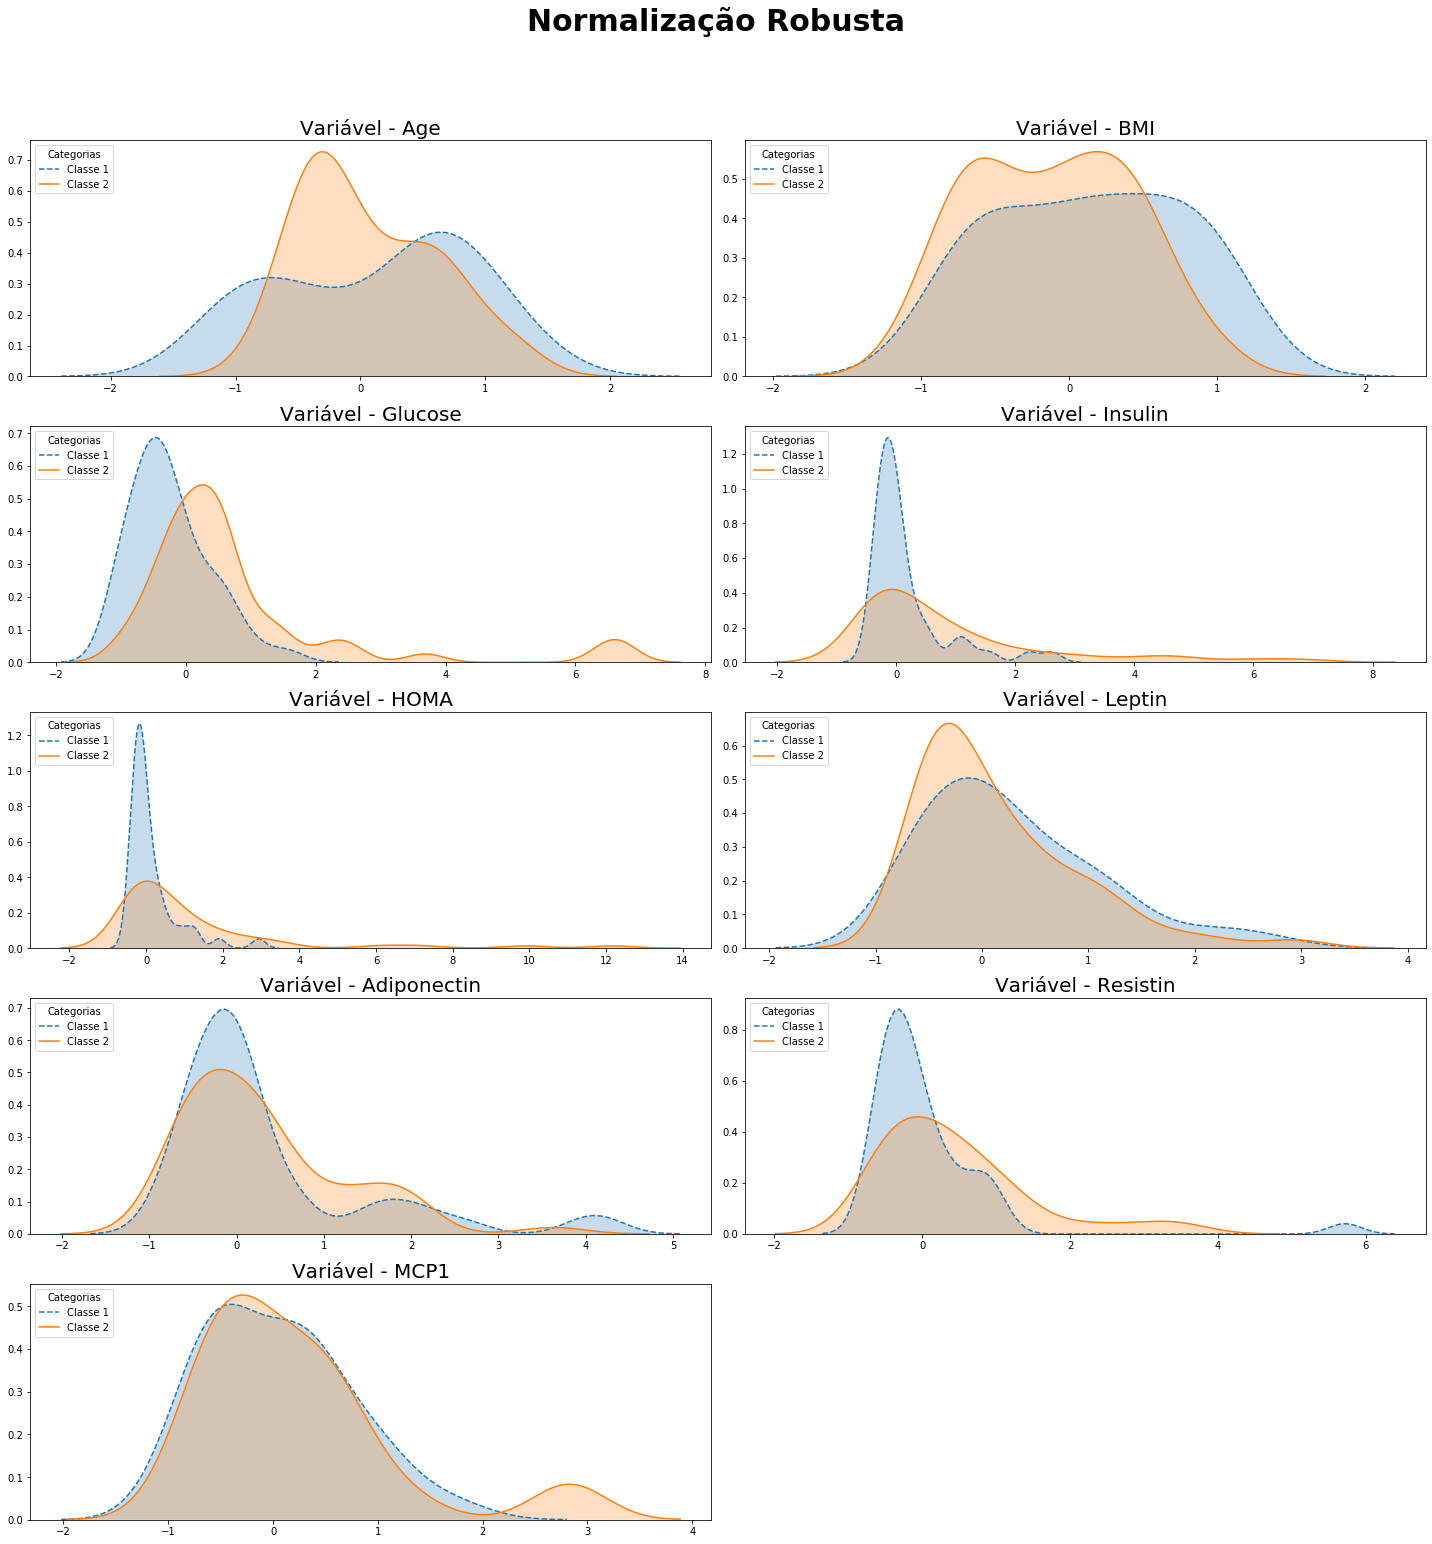 Normalização Robusta
Variável - Age
Categorias
Classe 1
Classe 2
0.7
0.6
0.5
0.4
0.3
0.2
0.1
0.0
−2 −1 0 1 2
Variável - BMI
Categorias
Classe 1
Classe 2
0.5
0.4
0.3
0.2
0.1
0.0
−2 −1 0 1 2
Variável - Glucose
Categorias
Classe 1
Classe 2
0.7
0.6
0.5
0.4
0.3
0.2
0.1
0.0
−2 0 2 4 6 8
Variável - Insulin
Categorias
Classe 1
Classe 2
1.2
1.0
0.8
0.6
0.4
0.2
0.0
−2 0 2 4 6 8
Variável - HOMA
Categorias
Classe 1
Classe 2
1.2
1.0
0.8
0.6
0.4
0.2
0.0
−2 0 2 4 6 8 10 12 14
Variável - Leptin
Categorias
Classe 1
Classe 2
0.6
0.5
0.4
0.3
0.2
0.1
0.0
−2 −1 0 1 2 3 4
Variável - Adiponectin
Categorias
Classe 1
Classe 2
0.7
0.6
0.5
0.4
0.3
0.2
0.1
0.0
−2 −1 0 1 2 3 4 5
Variável - Resistin
Categorias
Classe 1
Classe 2
0.8
0.6
0.4
0.2
0.0
−2 0 2 4 6
Variável - MCP1
Categorias
Classe 1
Classe 2
0.5
0.4
0.3
0.2
0.1
0.0
−2 −1 0 1 2 3 4